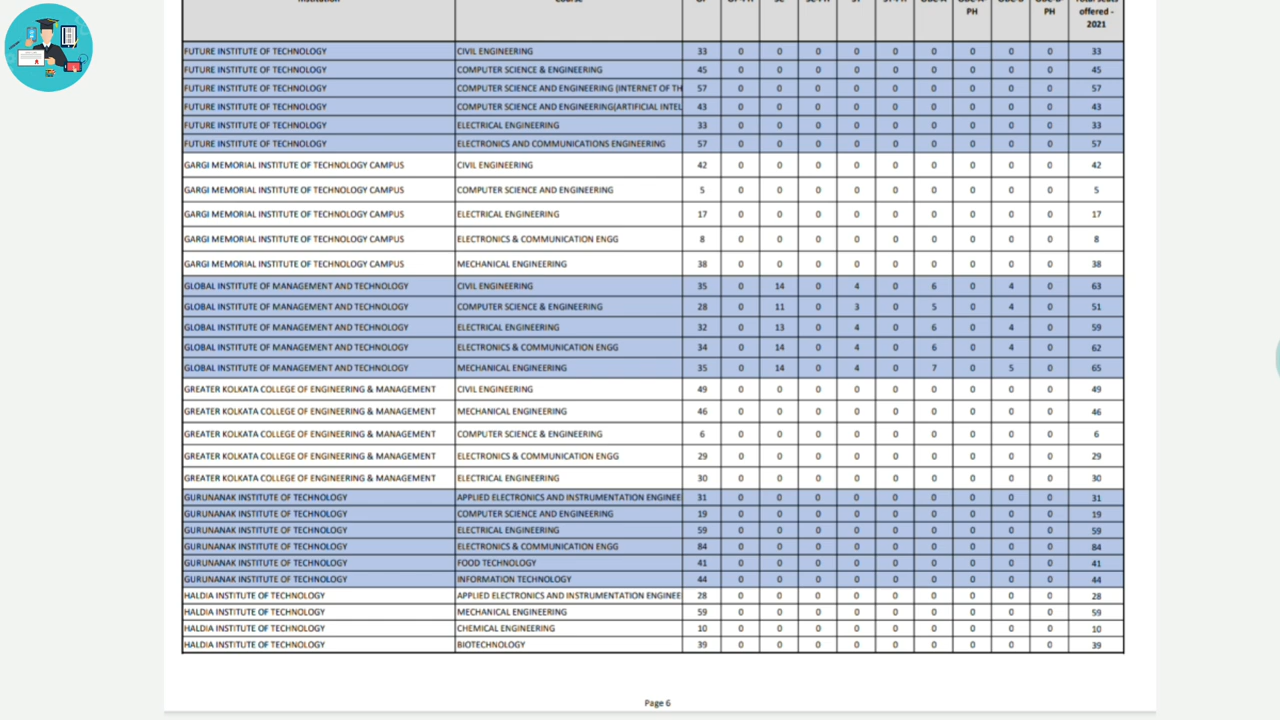 PH PH offered -
2021
FUTURE INSTITUTE OF TECHNOLOGY CIVIL ENGINEERING 33 0 0 0 0 0 0 0 0 0 33
FUTURE INSTITUTE OF TECHNOLOGY COMPUTER SCIENCE & ENGINEERING 45 0 0 0 0 0 0 0 0 0 45
FUTURE INSTITUTE OF TECHNOLOGY COMPUTER SCIENCE AND ENGINEERING (INTERNET OF TH 57 0 0 0 0 0 0 0 0 0 57
FUTURE INSTITUTE OF TECHNOLOGY COMPUTER SCIENCE AND ENGINEERING(ARTIFICIAL INTEL 43 0 0 0 0 0 0 0 0 0 43
FUTURE INSTITUTE OF TECHNOLOGY ELECTRICAL ENGINEERING 33 0 0 0 0 0 0 0 0 0 33
FUTURE INSTITUTE OF TECHNOLOGY ELECTRONICS AND COMMUNICATIONS ENGINEERING 57 0 0 0 0 0 0 0 0 0 57
GARGI MEMORIAL INSTITUTE OF TECHNOLOGY CAMPUS CIVIL ENGINEERING 42 0 0 0 0 0 0 0 0 0 42
GARGI MEMORIAL INSTITUTE OF TECHNOLOGY CAMPUS COMPUTER SCIENCE AND ENGINEERING 5 0 0 0 0 0 0 0 0 0 5
GARGI MEMORIAL INSTITUTE OF TECHNOLOGY CAMPUS ELECTRICAL ENGINEERING 17 0 0 0 0 0 0 0 0 0 17
GARGI MEMORIAL INSTITUTE OF TECHNOLOGY CAMPUS ELECTRONICS & COMMUNICATION ENGG 8 0 0 0 0 0 0 0 0 0 8
GARGI MEMORIAL INSTITUTE OF TECHNOLOGY CAMPUS MECHANICAL ENGINEERING 38 0 0 0 0 0 0 0 0 0 38
GLOBAL INSTITUTE OF MANAGEMENT AND TECHNOLOGY CIVIL ENGINEERING 35 0 14 0 4 0 6 0 4 0 63
GLOBAL INSTITUTE OF MANAGEMENT AND TECHNOLOGY COMPUTER SCIENCE & ENGINEERING 28 0 11 0 3 0 5 0 4 0 51
GLOBAL INSTITUTE OF MANAGEMENT AND TECHNOLOGY ELECTRICAL ENGINEERING 32 0 13 0 4 0 6 0 4 0 59
GLOBAL INSTITUTE OF MANAGEMENT AND TECHNOLOGY ELECTRONICS & COMMUNICATION ENGG 34 0 14 0 4 0 6 0 4 0 62
GLOBAL INSTITUTE OF MANAGEMENT AND TECHNOLOGY MECHANICAL ENGINEERING 35 0 14 0 4 0 7 0 5 0 65
GREATER KOLKATA COLLEGE OF ENGINEERING & MANAGEMENT CIVIL ENGINEERING 49 0 0 0 0 0 0 0 0 0 49
GREATER KOLKATA COLLEGE OF ENGINEERING & MANAGEMENT MECHANICAL ENGINEERING 46 0 0 0 0 0 0 0 0 0 46
GREATER KOLKATA COLLEGE OF ENGINEERING & MANAGEMENT COMPUTER SCIENCE & ENGINEERING 6 0 0 0 0 0 0 0 0 0 6
GREATER KOLKATA COLLEGE OF ENGINEERING & MANAGEMENT ELECTRONICS & COMMUNICATION ENGG 29 0 0 0 0 0 0 0 0 0 29
GREATER KOLKATA COLLEGE OF ENGINEERING & MANAGEMENT ELECTRICAL ENGINEERING 30 0 0 0 0 0 0 0 0 0 30
GURUNANAK INSTITUTE OF TECHNOLOGY APPLIED ELECTRONICS AND INSTRUMENTATION ENGINEE 31 0 0 0 0 0 0 0 0 0 31
GURUNANAK INSTITUTE OF TECHNOLOGY COMPUTER SCIENCE AND ENGINEERING 19 0 0 0 0 0 0 0 0 0 19
GURUNANAK INSTITUTE OF TECHNOLOGY ELECTRICAL ENGINEERING 59 0 0 0 0 0 0 0 0 0 59
GURUNANAK INSTITUTE OF TECHNOLOGY ELECTRONICS & COMMUNICATION ENGG 84 0 0 0 0 0 0 0 0 0 84
GURUNANAK INSTITUTE OF TECHNOLOGY FOOD TECHNOLOGY 41 0 0 0 0 0 0 0 0 0 41
GURUNANAK INSTITUTE OF TECHNOLOGY INFORMATION TECHNOLOGY 44 0 0 0 0 0 0 0 0 0 44
HALDIA INSTITUTE OF TECHNOLOGY APPLIED ELECTRONICS AND INSTRUMENTATION ENGINEE 28 0 0 0 0 0 0 0 0 0 28
HALDIA INSTITUTE OF TECHNOLOGY MECHANICAL ENGINEERING 59 0 0 0 0 0 0 0 0 0 59
HALDIA INSTITUTE OF TECHNOLOGY CHEMICAL ENGINEERING 10 0 0 0 0 0 0 0 0 0 10
HALDIA INSTITUTE OF TECHNOLOGY BIOTECHNOLOGY 39 0 0 0 0 0 0 0 0 0 39
Page 6